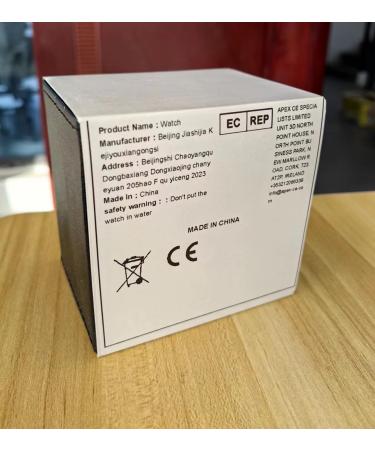 Product Name : Watch
Manufacturer : Beijing Jiashijia K
ejiyouxiangongsi
Address : Beijingshi Chaoyangqu
Dongbaxiang Dongxiaojing chany
eyuan 205hao F qu yiceng 2023
Made in : China
safety warning : : Don't put the
watch in water
EC REP
APEX CE SPECIA
LISTS LIMITED
UNIT 3D NORTH
POINT HOUSE, N
ORTH POINT BU
SINESS PARK, N
EW MALLOW R
OAD, CORK, T23
AT2P, IRELAND
info@apex-ce.co
m
MADE IN CHINA
CE